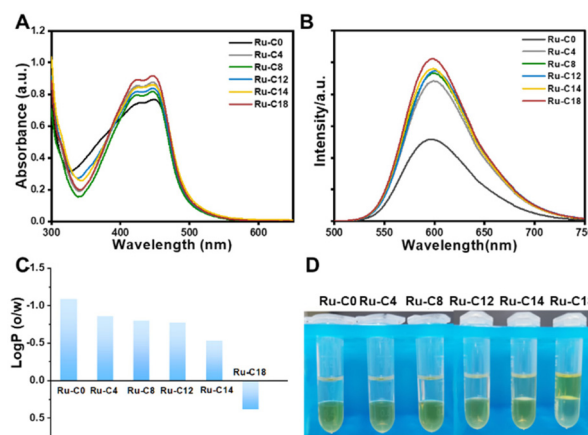 A
1.2
1.0
0.8
0.6
0.4
0.2
0.0
Absorbance (a.u.)
300
400
500
600
Wavelength (nm)
Ru-C0
Ru-C4
Ru-C8
Ru-C12
Ru-C14
Ru-C18
B
Intensity/a.u.
500
550
600
650
700
75
Wavelength(nm)
Ru-C0
Ru-C4
Ru-C8
Ru-C12
Ru-C14
Ru-C18
C
-1.5
-1.0
-0.5
0.0
0.5
LogP (o/w)
Ru-C18
Ru-C0 Ru-C4 Ru-C8 Ru-C12 Ru-C14
D
Ru-C0 Ru-C4 Ru-C8 Ru-C12 Ru-C14 Ru-C1